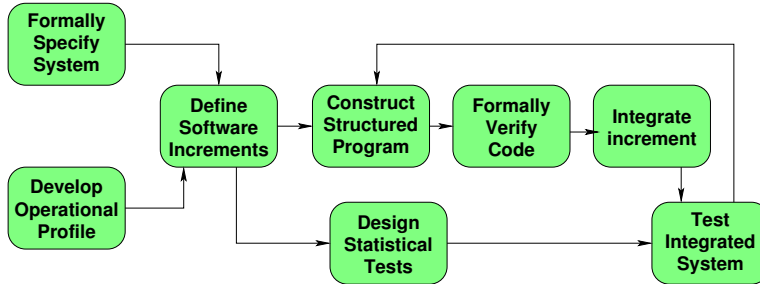 Formally
Specify
System
Define
Software
Increments
Construct
Structured
Program
Formally
Verify
Code
Integrate
increment
Develop
Operational
Profile
Design
Statistical
Tests
Test
Integrated
System